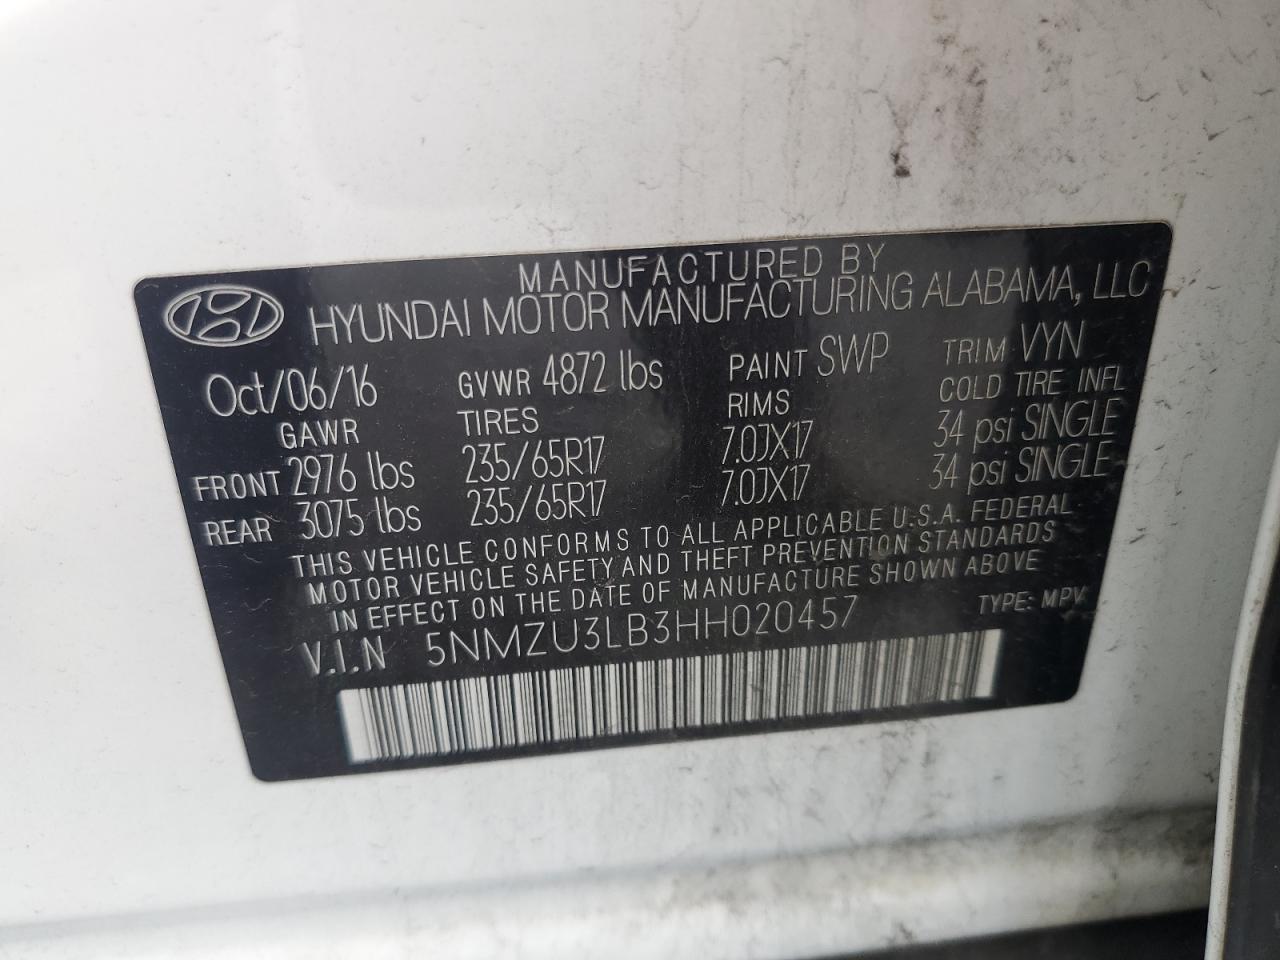 MANUFACTURED BY
HYUNDAI MOTOR MANUFACTURING ALABAMA, LLC
Oct/06/16 GVWR 4872 lbs PAINT SWP TRIM VYN
GAWR TIRES RIMS COLD TIRE INFL
FRONT 2976 lbs 235/65R17 7.0JX17 34 psi SINGLE
REAR 3075 lbs 235/65R17 7.0JX17 34 psi SINGLE
THIS VEHICLE CONFORMS TO ALL APPLICABLE U.S.A. FEDERAL
MOTOR VEHICLE SAFETY AND THEFT PREVENTION STANDARDS
IN EFFECT ON THE DATE OF MANUFACTURE SHOWN ABOVE
V.I.N 5NMZU3LB3HH020457 TYPE: MPV